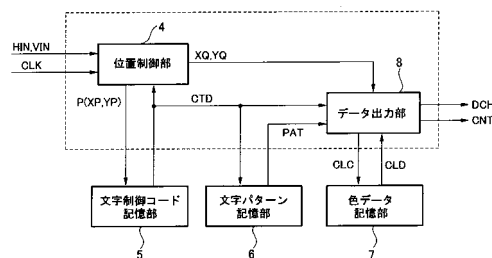 4
HIN,VIN
CLK
位置制御部
XQ,YQ
8
P(XP,YP)
CTD
データ出力部
DCH
CNT
PAT
CLC
CLD
文字制御コード
記憶部
文字パターン
記憶部
色データ
記憶部
5
6
7